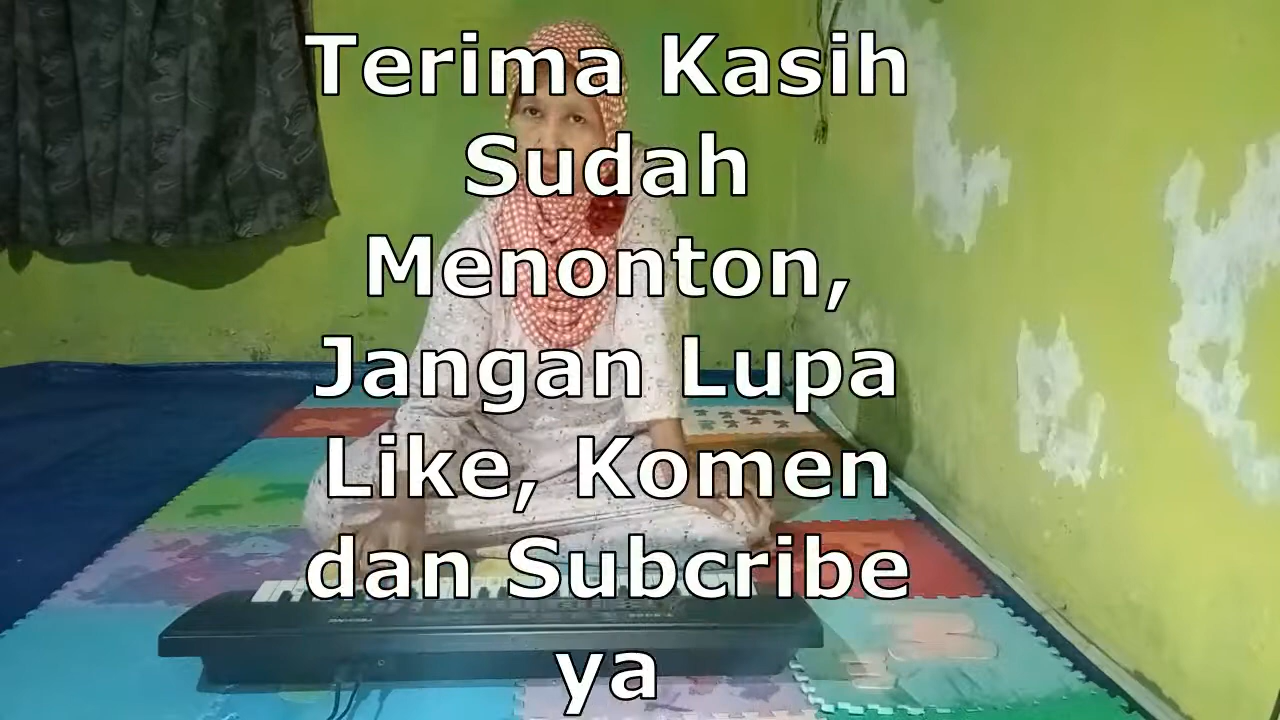 Terima Kasih
Sudah
Menonton,
Jangan Lupa
Like, Komen
dan Subcribe
ya